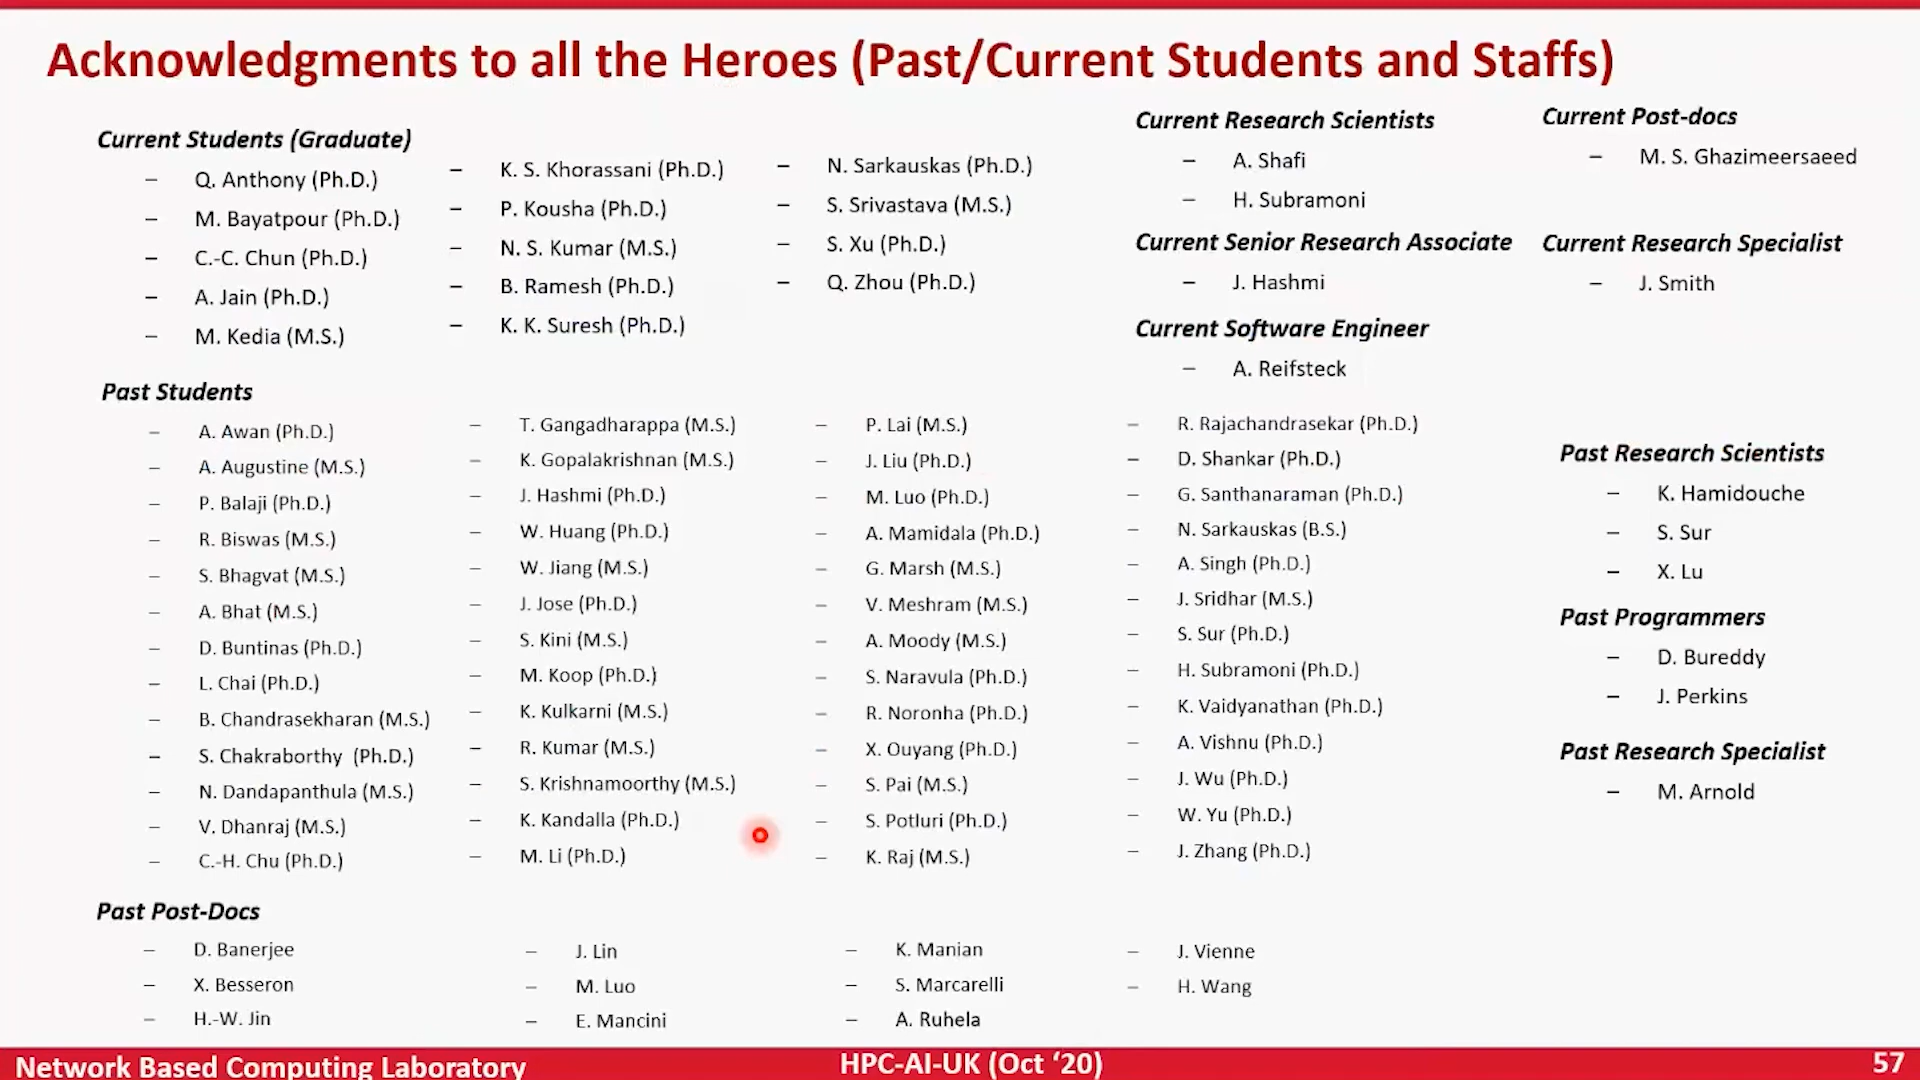 Acknowledgments to all the Heroes (Past/Current Students and Staffs)
Current Students (Graduate)
– Q. Anthony (Ph.D.)
– M. Bayatpour (Ph.D.)
– C.-C. Chun (Ph.D.)
– A. Jain (Ph.D.)
– M. Kedia (M.S.)
– K. S. Khorassani (Ph.D.)
– P. Kousha (Ph.D.)
– N. S. Kumar (M.S.)
– B. Ramesh (Ph.D.)
– K. K. Suresh (Ph.D.)
– N. Sarkauskas (Ph.D.)
– S. Srivastava (M.S.)
– S. Xu (Ph.D.)
– Q. Zhou (Ph.D.)
Current Research Scientists
– A. Shafi
– H. Subramoni
Current Senior Research Associate
– J. Hashmi
Current Software Engineer
– A. Reifsteck
Current Post-docs
– M. S. Ghazimeersaeed
Current Research Specialist
– J. Smith
Past Students
– A. Awan (Ph.D.)
– A. Augustine (M.S.)
– P. Balaji (Ph.D.)
– R. Biswas (M.S.)
– S. Bhagvat (M.S.)
– A. Bhat (M.S.)
– D. Buntinas (Ph.D.)
– L. Chai (Ph.D.)
– B. Chandrasekharan (M.S.)
– S. Chakraborthy (Ph.D.)
– N. Dandapanthula (M.S.)
– V. Dhanraj (M.S.)
– C.-H. Chu (Ph.D.)
– T. Gangadharappa (M.S.)
– K. Gopalakrishnan (M.S.)
– J. Hashmi (Ph.D.)
– W. Huang (Ph.D.)
– W. Jiang (M.S.)
– J. Jose (Ph.D.)
– S. Kini (M.S.)
– M. Koop (Ph.D.)
– K. Kulkarni (M.S.)
– R. Kumar (M.S.)
– S. Krishnamoorthy (M.S.)
– K. Kandalla (Ph.D.)
– M. Li (Ph.D.)
– P. Lai (M.S.)
– J. Liu (Ph.D.)
– M. Luo (Ph.D.)
– A. Mamidala (Ph.D.)
– G. Marsh (M.S.)
– V. Meshram (M.S.)
– A. Moody (M.S.)
– S. Naravula (Ph.D.)
– R. Noronha (Ph.D.)
– X. Ouyang (Ph.D.)
– S. Pai (M.S.)
– S. Potluri (Ph.D.)
– K. Raj (M.S.)
– R. Rajachandrasekar (Ph.D.)
– D. Shankar (Ph.D.)
– G. Santhanaraman (Ph.D.)
– N. Sarkauskas (B.S.)
– A. Singh (Ph.D.)
– J. Sridhar (M.S.)
– S. Sur (Ph.D.)
– H. Subramoni (Ph.D.)
– K. Vaidyanathan (Ph.D.)
– A. Vishnu (Ph.D.)
– J. Wu (Ph.D.)
– W. Yu (Ph.D.)
– J. Zhang (Ph.D.)
Past Research Scientists
– K. Hamidouche
– S. Sur
– X. Lu
Past Programmers
– D. Bureddy
– J. Perkins
Past Research Specialist
– M. Arnold
Past Post-Docs
– D. Banerjee
– X. Besseron
– H.-W. Jin
– J. Lin
– M. Luo
– E. Mancini
– K. Manian
– S. Marcarelli
– A. Ruhela
– J. Vienne
– H. Wang
Network Based Computing Laboratory
HPC-AI-UK (Oct ‘20)
57